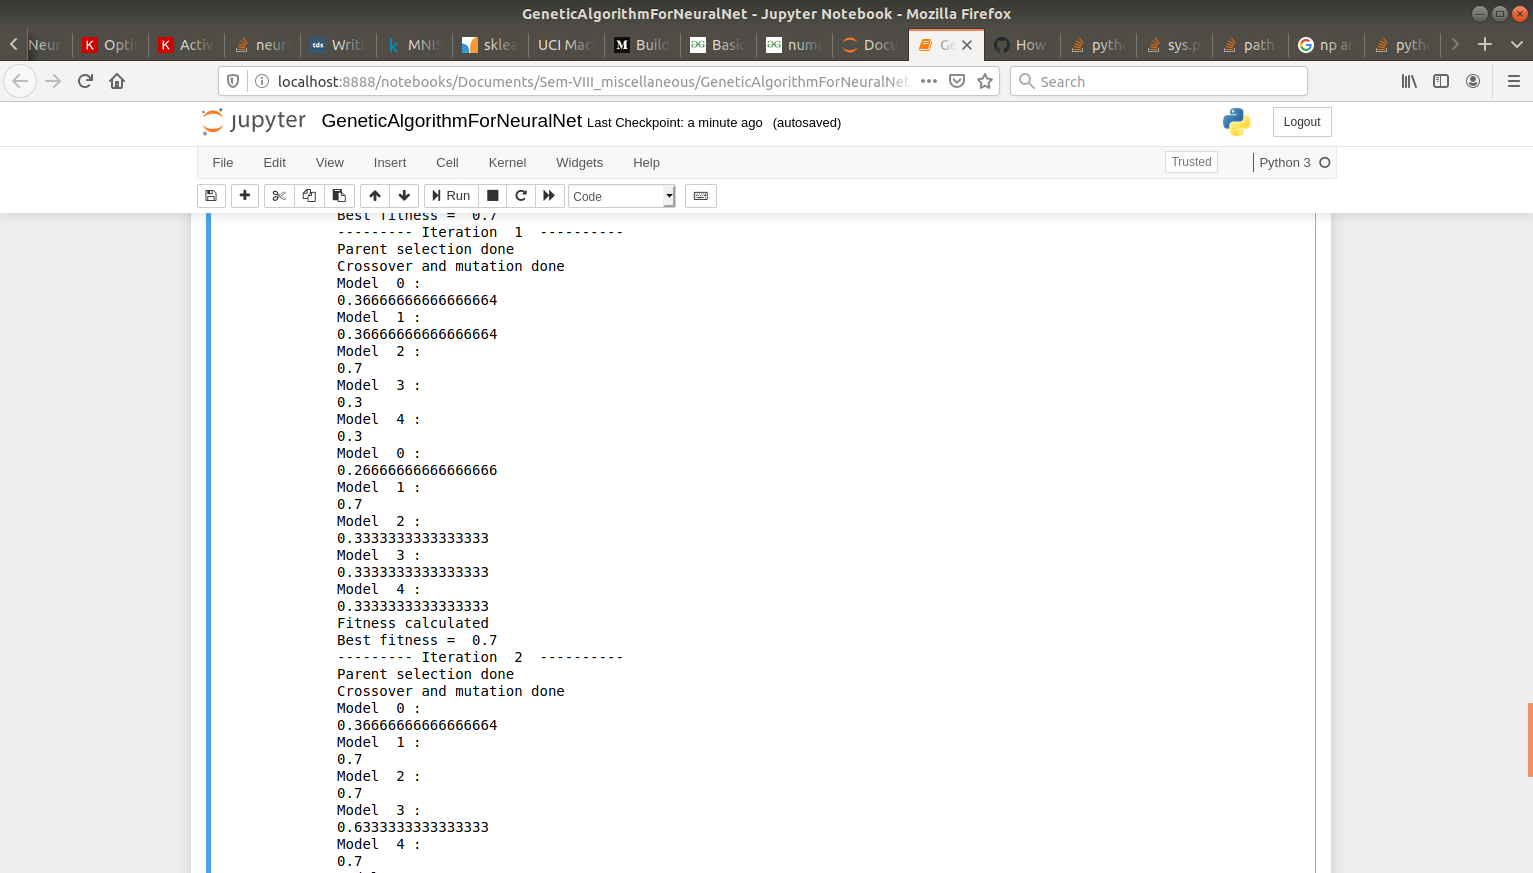 GeneticAlgorithmForNeuralNet - Jupyter Notebook - Mozilla Firefox
Neur K Opti K Activ neur tds Writi k MNIS sklea UCI Mac M Build Basic nump Docu Ge How pytho sys.p path G np ar pytho
localhost:8888/notebooks/Documents/Sem-VIII_miscellaneous/GeneticAlgorithmForNeuralNet Search
jupyter GeneticAlgorithmForNeuralNet Last Checkpoint: a minute ago (autosaved) Logout
File Edit View Insert Cell Kernel Widgets Help Trusted Python 3
Run Code
Best fitness = 0.7
--------- Iteration 1 ----------
Parent selection done
Crossover and mutation done
Model 0 :
0.36666666666666664
Model 1 :
0.36666666666666664
Model 2 :
0.7
Model 3 :
0.3
Model 4 :
0.3
Model 0 :
0.26666666666666666
Model 1 :
0.7
Model 2 :
0.3333333333333333
Model 3 :
0.3333333333333333
Model 4 :
0.3333333333333333
Fitness calculated
Best fitness = 0.7
--------- Iteration 2 ----------
Parent selection done
Crossover and mutation done
Model 0 :
0.36666666666666664
Model 1 :
0.7
Model 2 :
0.7
Model 3 :
0.6333333333333333
Model 4 :
0.7